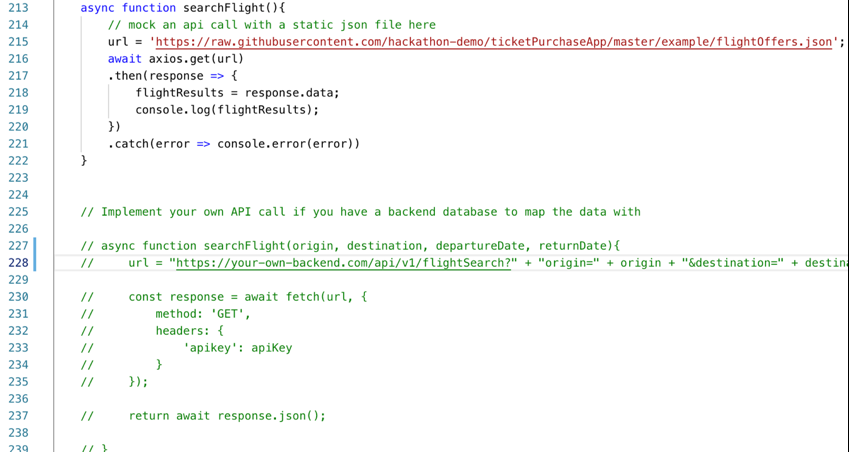 213 async function searchFlight(){
214 // mock an api call with a static json file here
215 url = 'https://raw.githubusercontent.com/hackathon-demo/ticketPurchaseApp/master/example/flightOffers.json';
216 await axios.get(url)
217 .then(response => {
218 flightResults = response.data;
219 console.log(flightResults);
220 })
221 .catch(error => console.error(error))
222 }
223
224
225 // Implement your own API call if you have a backend database to map the data with
226
227 // async function searchFlight(origin, destination, departureDate, returnDate){
228 // url = "https://your-own-backend.com/api/v1/flightSearch?" + "origin=" + origin + "&destination=" + destina
229
230 // const response = await fetch(url, {
231 // method: 'GET',
232 // headers: {
233 // 'apikey': apiKey
234 // }
235 // });
236
237 // return await response.json();
238
239 // }